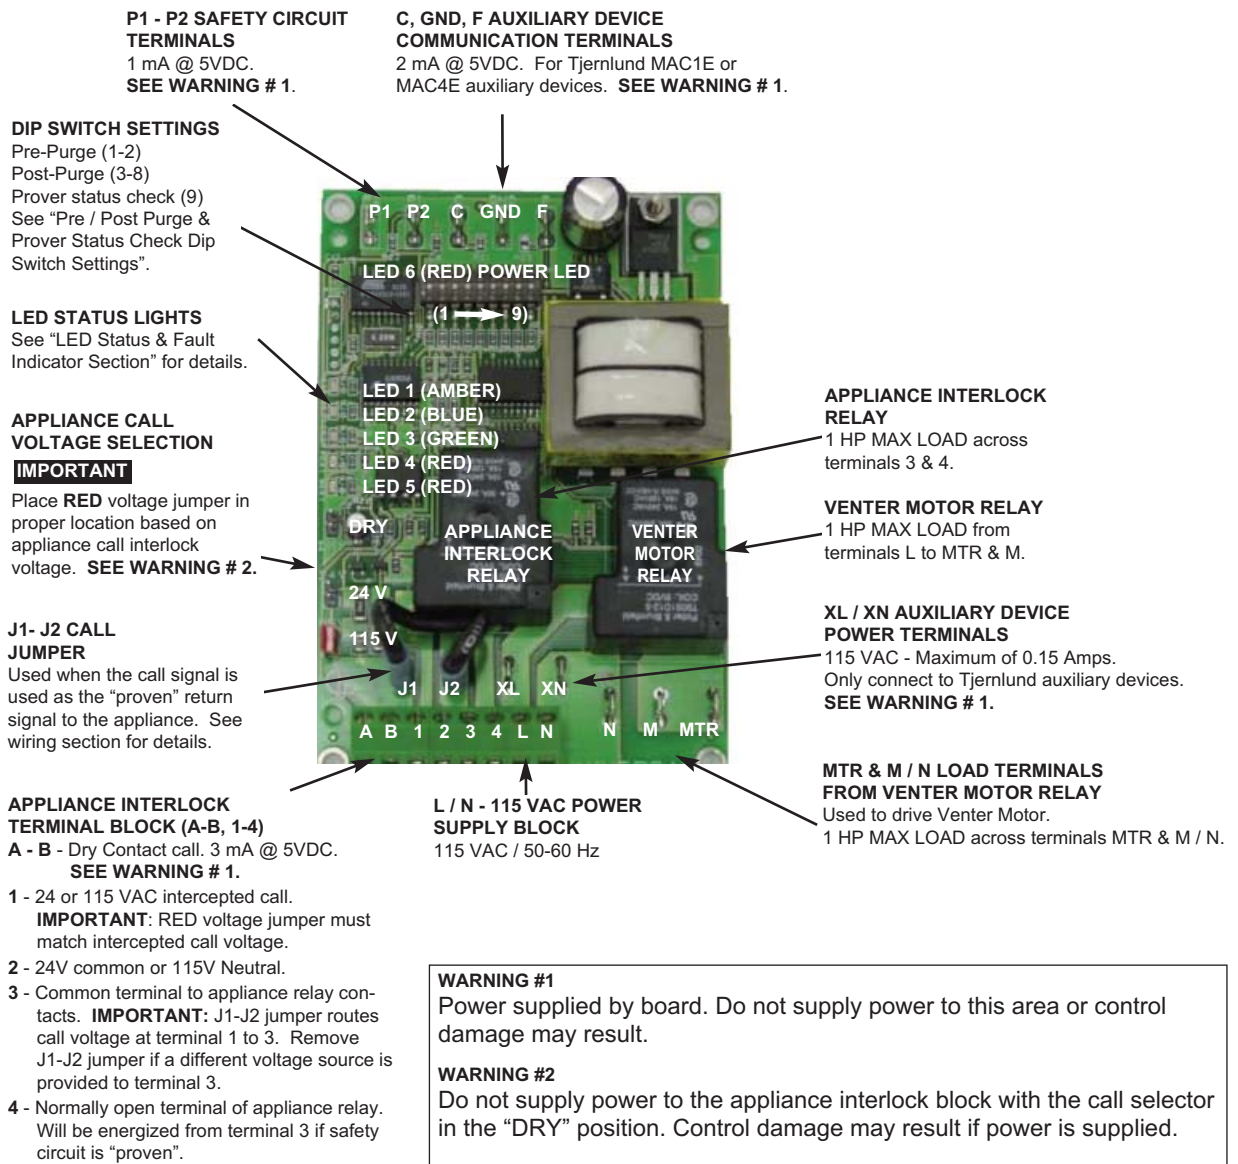 P1 - P2 SAFETY CIRCUIT
TERMINALS
1 mA @ 5VDC.
SEE WARNING # 1.
C, GND, F AUXILIARY DEVICE
COMMUNICATION TERMINALS
2 mA @ 5VDC.  For Tjernlund MAC1E or
MAC4E auxiliary devices.  SEE WARNING # 1.
DIP SWITCH SETTINGS
Pre-Purge (1-2)
Post-Purge (3-8)
Prover status check (9)
See “Pre / Post Purge &
Prover Status Check Dip
Switch Settings”.
LED STATUS LIGHTS
See “LED Status & Fault
Indicator Section” for details.
APPLIANCE CALL
VOLTAGE SELECTION
IMPORTANT
Place RED voltage jumper in
proper location based on
appliance call interlock
voltage.  SEE WARNING # 2.
J1- J2 CALL
JUMPER
Used when the call signal is
used as the “proven” return
signal to the appliance.  See
wiring section for details.
P1 P2 C GND F
LED 6 (RED) POWER LED
(1 9)
LED 1 (AMBER)
LED 2 (BLUE)
LED 3 (GREEN)
LED 4 (RED)
LED 5 (RED)
DRY
24 V
115 V
APPLIANCE
INTERLOCK
RELAY
VENTER
MOTOR
RELAY
J1 J2 XL XN
A B 1 2 3 4 L N
N M MTR
APPLIANCE INTERLOCK
RELAY
1 HP MAX LOAD across
terminals 3 & 4.
VENTER MOTOR RELAY
1 HP MAX LOAD from
terminals L to MTR & M.
XL / XN AUXILIARY DEVICE
POWER TERMINALS
115 VAC - Maximum of 0.15 Amps.
Only connect to Tjernlund auxiliary devices.
SEE WARNING # 1.
MTR & M / N LOAD TERMINALS
FROM VENTER MOTOR RELAY
Used to drive Venter Motor.
1 HP MAX LOAD across terminals MTR & M / N.
L / N - 115 VAC POWER
SUPPLY BLOCK
115 VAC / 50-60 Hz
APPLIANCE INTERLOCK
TERMINAL BLOCK (A-B, 1-4)
A - B - Dry Contact call. 3 mA @ 5VDC.
SEE WARNING # 1.
1 - 24 or 115 VAC intercepted call.
IMPORTANT: RED voltage jumper must
match intercepted call voltage.
2 - 24V common or 115V Neutral.
3 - Common terminal to appliance relay con-
tacts.  IMPORTANT: J1-J2 jumper routes
call voltage at terminal 1 to 3.  Remove
J1-J2 jumper if a different voltage source is
provided to terminal 3.
4 - Normally open terminal of appliance relay.
Will be energized from terminal 3 if safety
circuit is “proven”.
WARNING #1
Power supplied by board. Do not supply power to this area or control
damage may result.
WARNING #2
Do not supply power to the appliance interlock block with the call selector
in the “DRY” position. Control damage may result if power is supplied.